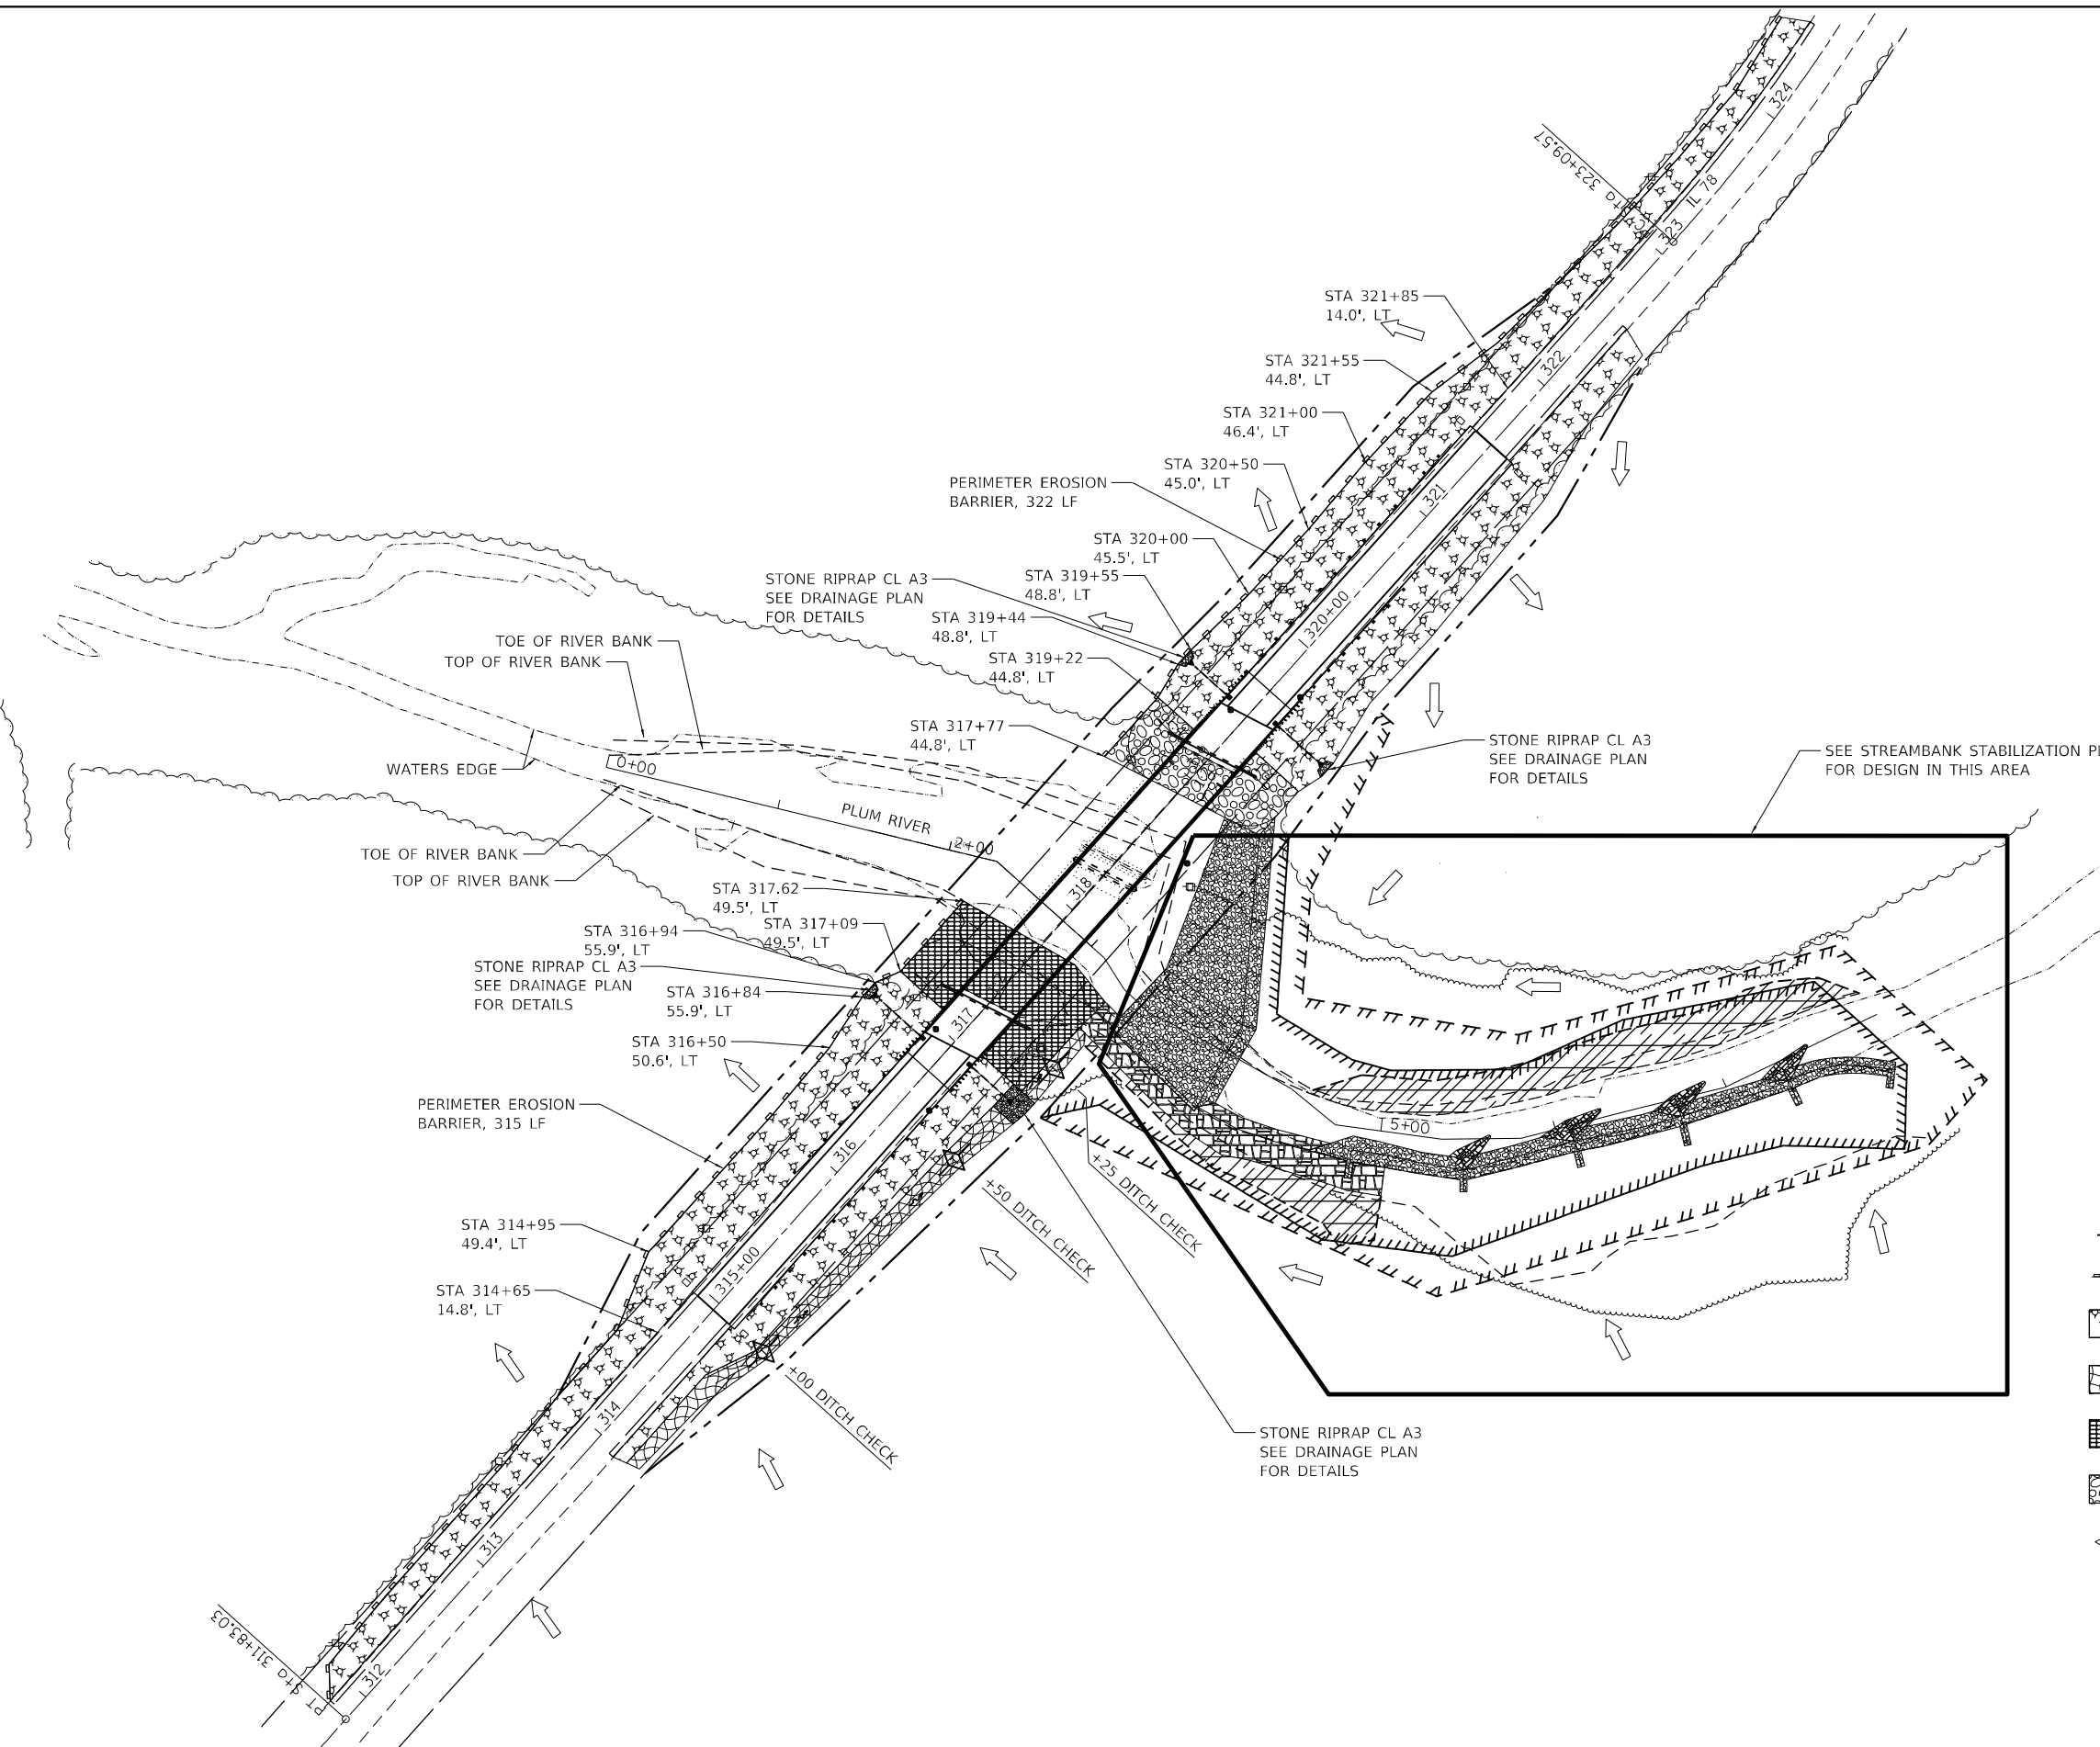 324
323+09.57
IL 78
323
STA 321+85
14.0', LT
STA 321+55
44.8', LT
322
STA 321+00
46.4', LT
STA 320+50
45.0', LT
PERIMETER EROSION
BARRIER, 322 LF
321
STA 320+00
45.5', LT
STA 319+55
48.8', LT
STONE RIPRAP CL A3
SEE DRAINAGE PLAN
FOR DETAILS
STA 319+44
48.8', LT
320+00
TOE OF RIVER BANK
TOP OF RIVER BANK
STA 319+22
44.8', LT
STA 317+77
44.8', LT
STONE RIPRAP CL A3
SEE DRAINAGE PLAN
FOR DETAILS
SEE STREAMBANK STABILIZATION
FOR DESIGN IN THIS AREA
WATERS EDGE
0+00
PLUM RIVER
2+00
TOE OF RIVER BANK
TOP OF RIVER BANK
318
STA 317.62
49.5', LT
STA 317+09
49.5', LT
STA 316+94
55.9', LT
STONE RIPRAP CL A3
SEE DRAINAGE PLAN
FOR DETAILS
STA 316+84
55.9', LT
317
STA 316+50
50.6', LT
PERIMETER EROSION
BARRIER, 315 LF
5+00
316
+25 DITCH CHECK
+50 DITCH CHECK
STA 314+95
49.4', LT
315+00
STA 314+65
14.8', LT
+00 DITCH CHECK
314
STONE RIPRAP CL A3
SEE DRAINAGE PLAN
FOR DETAILS
313
312
PT Sta 311+83.03